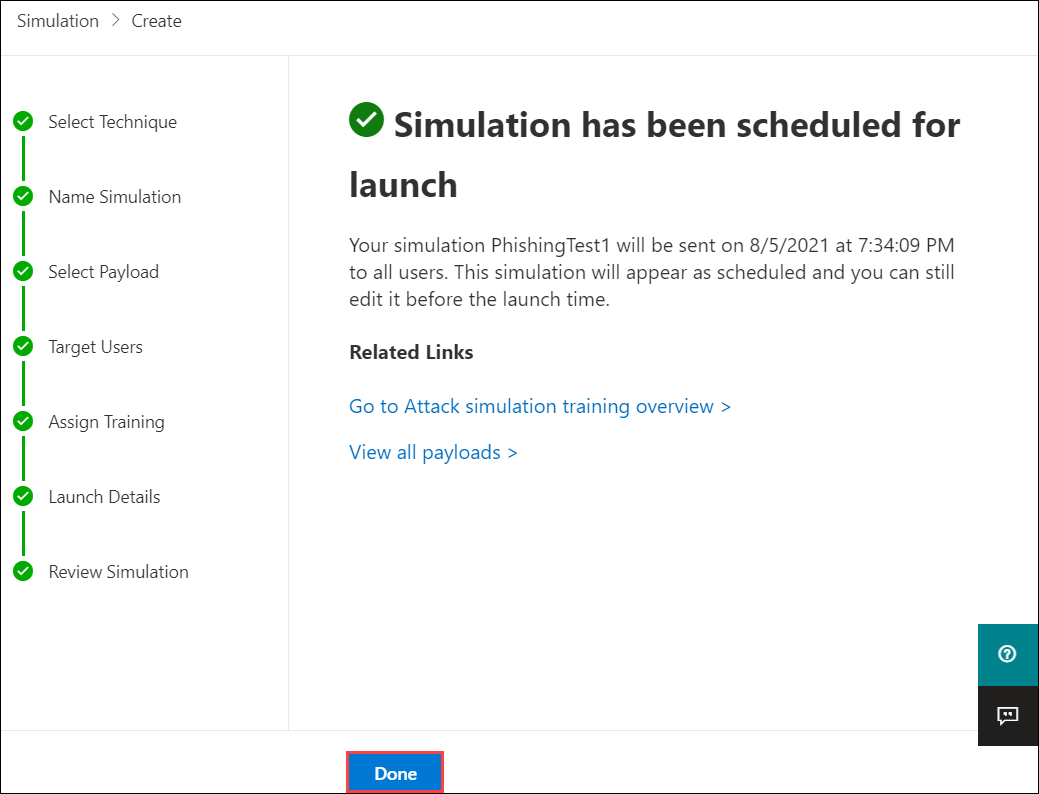 Simulation > Create
Select Technique
Name Simulation
Select Payload
Target Users
Assign Training
Launch Details
Review Simulation
Simulation has been scheduled for
launch
Your simulation PhishingTest1 will be sent on 8/5/2021 at 7:34:09 PM
to all users. This simulation will appear as scheduled and you can still
edit it before the launch time.
Related Links
Go to Attack simulation training overview >
View all payloads >
Done